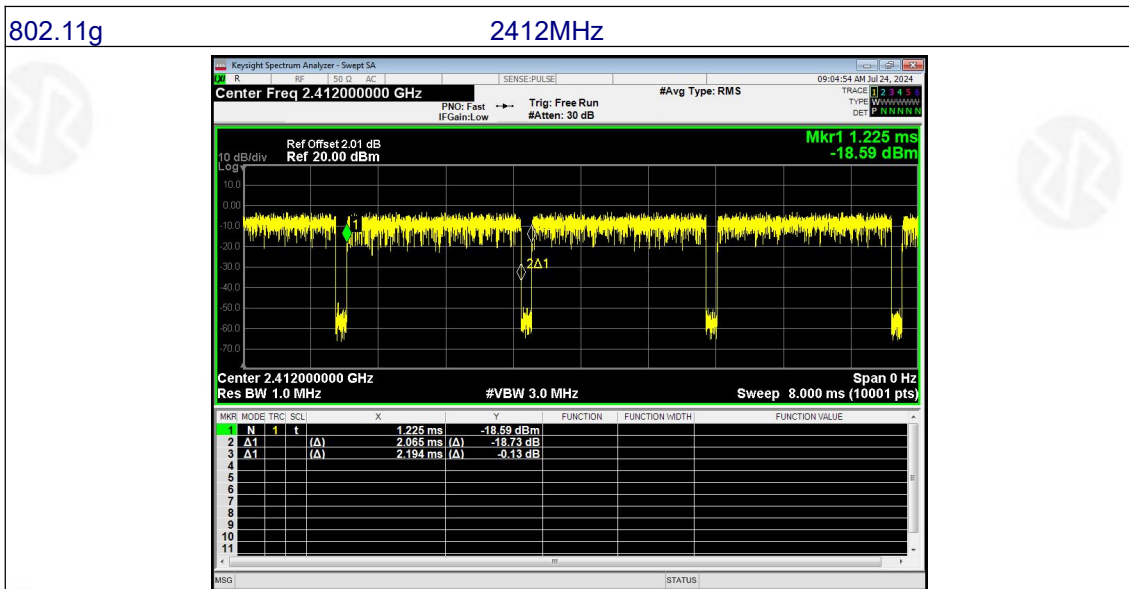 802.11g 2412MHz
Keysight Spectrum Analyzer - Swept SA
R RF 50 Ω AC SENSE:PULSE 09:04:54 AM Jul 24, 2024
Center Freq 2.412000000 GHz #Avg Type: RMS TRACE 1 2 3 4 5 6
PNO: Fast Trig: Free Run TYPE WWWWWW
IFGain:Low #Atten: 30 dB DET P N N N N N
Mkr1 1.225 ms
Ref Offset 2.01 dB
10 dB/div Ref 20.00 dBm -18.59 dBm
Log
10.0
0.00
1
-10.0
-20.0
2Δ1
-30.0
-40.0
-50.0
-60.0
-70.0
Center 2.412000000 GHz Span 0 Hz
Res BW 1.0 MHz #VBW 3.0 MHz Sweep 8.000 ms (10001 pts)
MKR MODE TRC SCL X Y FUNCTION FUNCTION WIDTH FUNCTION VALUE
1 N 1 t 1.225 ms -18.59 dBm
2 Δ1 (Δ) 2.065 ms (Δ) -18.73 dB
3 Δ1 (Δ) 2.194 ms (Δ) -0.13 dB
4
5
6
7
8
9
10
11
MSG STATUS